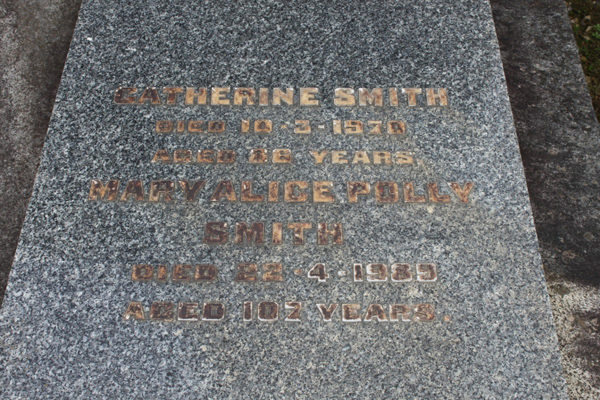 CATHERINE SMITH
DIED 10-3-1970
AGED 88 YEARS.
MARY ALICE POLLY
SMITH
DIED 22-4-1989
AGED 102 YEARS.